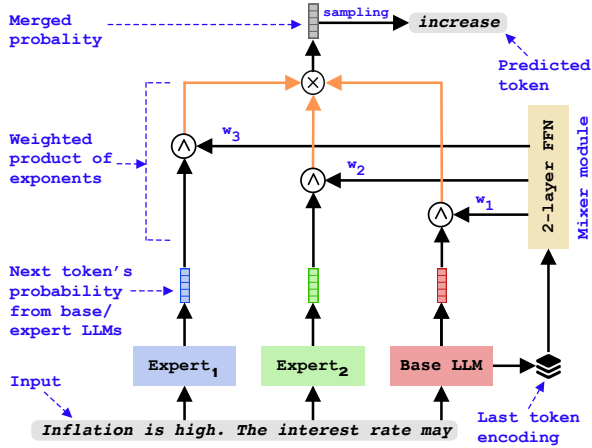 Merged
probality
sampling
increase
Predicted
token
Weighted
product of
exponents
w3
w2
w1
2-layer FFN
Mixer module
Next token's
probability
from base/
expert LLMs
Expert1
Expert2
Base LLM
Input
Inflation is high. The interest rate may
Last token
encoding